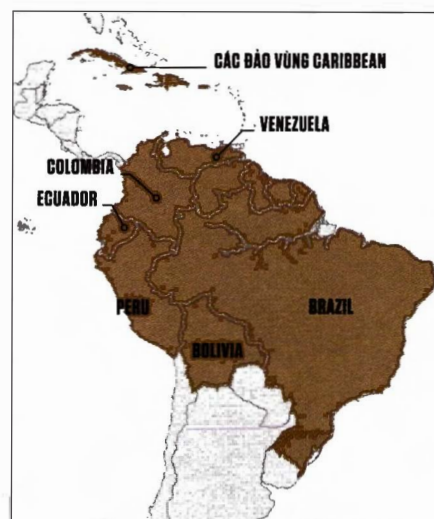 CÁC ĐẢO VÙNG CARIBBEAN
VENEZUELA
COLOMBIA
ECUADOR
PERU
BRAZIL
BOLIVIA